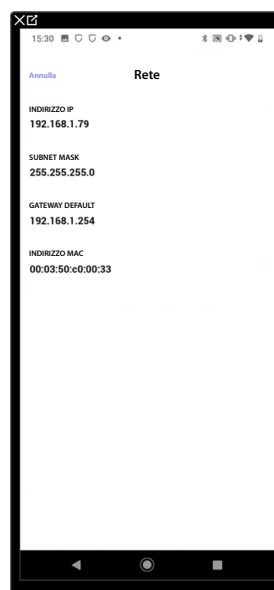 15:30
Annulla
Rete
INDIRIZZO IP
192.168.1.79
SUBNET MASK
255.255.255.0
GATEWAY DEFAULT
192.168.1.254
INDIRIZZO MAC
00:03:50:c0:00:33